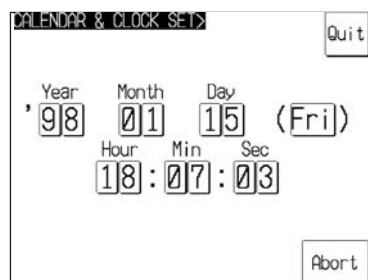 CALENDAR & CLOCK SET>
Quit
Year Month Day
'98 01 15 (Fri)
Hour Min Sec
18:07:03
Abort